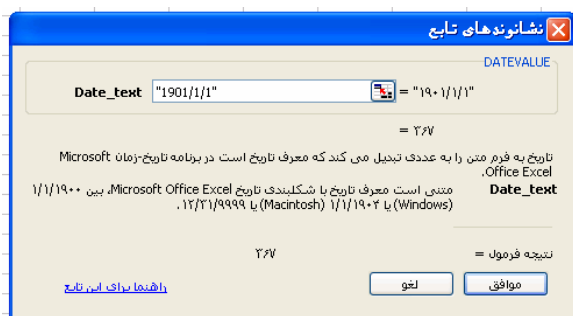 نشانوندهای تابع
DATEVALUE
Date_text "1901/1/1" = "۱۹۰۱/۱/۱"
= ۳۶۷
تاریخ به فرم متن را به عددی تبدیل می کند که معرف تاریخ است در برنامه تاریخ-زمان Microsoft
Office Excel.
Date_text متنی است معرف تاریخ با شکلبندی تاریخ Microsoft Office Excel، بین ۱/۱/۱۹۰۰
(Windows) یا ۱/۱/۱۹۰۴ (Macintosh) یا ۱۲/۳۱/۹۹۹۹.
نتیجه فرمول = ۳۶۷
راهنما برای این تابع لغو موافق